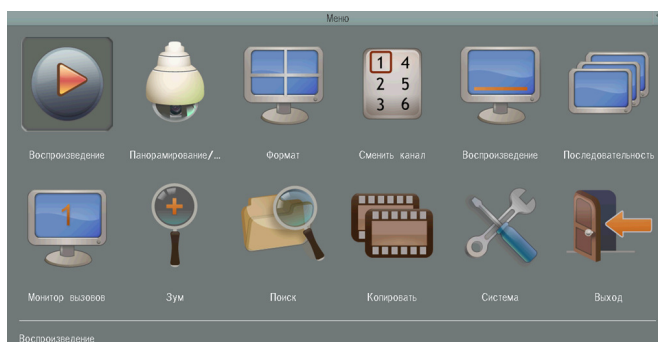 Меню
Воспроизведение
Панорамирование/...
Формат
1 4
2 5
3 6
Сменить канал
Воспроизведение
Последовательность
1
Монитор вызовов
Зум
Поиск
Копировать
Система
Выход
Воспроизведение